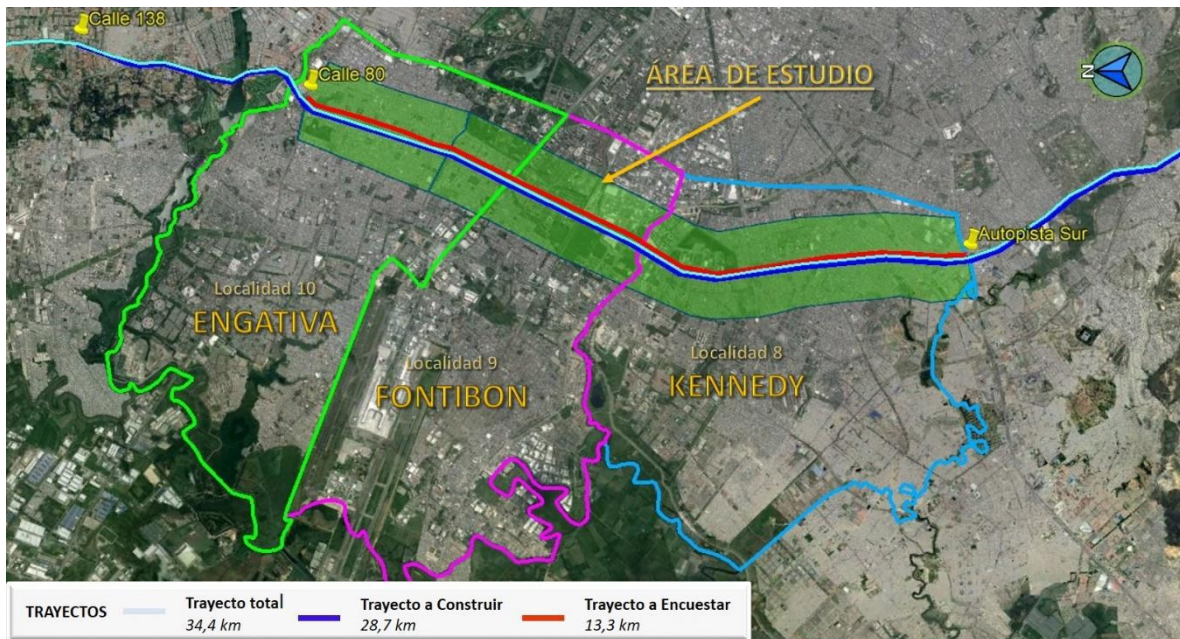 Calle 138
Calle 80
ÁREA DE ESTUDIO
N
Autopista Sur
Localidad 10
ENGATIVA
Localidad 9
FONTIBON
Localidad 8
KENNEDY
TRAYECTOS
Trayecto total
34,4 km
Trayecto a Construir
28,7 km
Trayecto a Encuestar
13,3 km